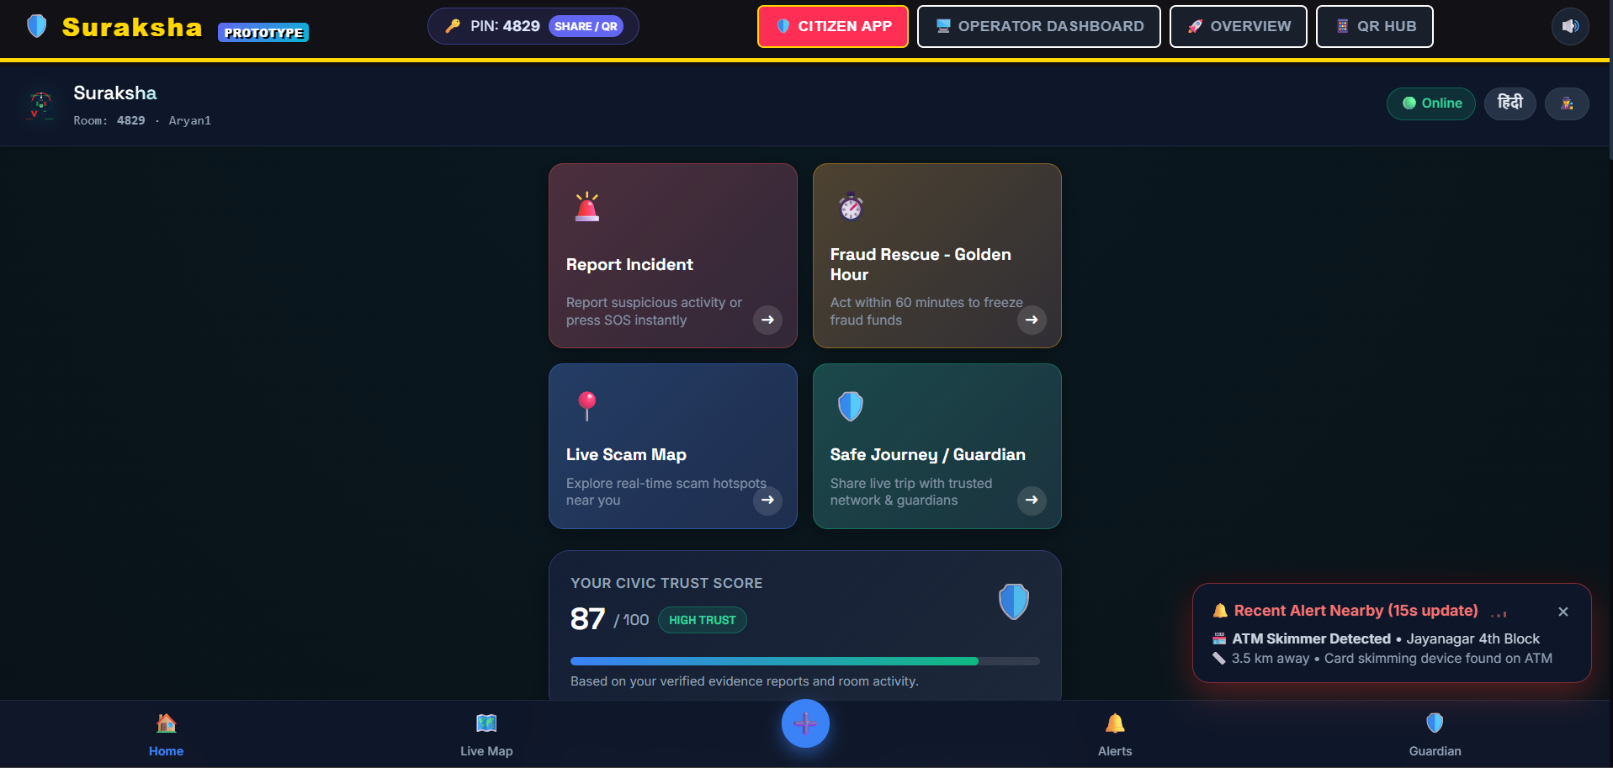 Suraksha PROTOTYPE
PIN: 4829 SHARE / QR
CITIZEN APP
OPERATOR DASHBOARD
OVERVIEW
QR HUB
Suraksha
Room: 4829 · Aryan1
Online
हिंदी
Report Incident
Report suspicious activity or
press SOS instantly
Fraud Rescue - Golden
Hour
Act within 60 minutes to freeze
fraud funds
Live Scam Map
Explore real-time scam hotspots
near you
Safe Journey / Guardian
Share live trip with trusted
network & guardians
YOUR CIVIC TRUST SCORE
87 / 100 HIGH TRUST
Based on your verified evidence reports and room activity.
Recent Alert Nearby (15s update)
ATM Skimmer Detected • Jayanagar 4th Block
3.5 km away • Card skimming device found on ATM
Home
Live Map
Alerts
Guardian